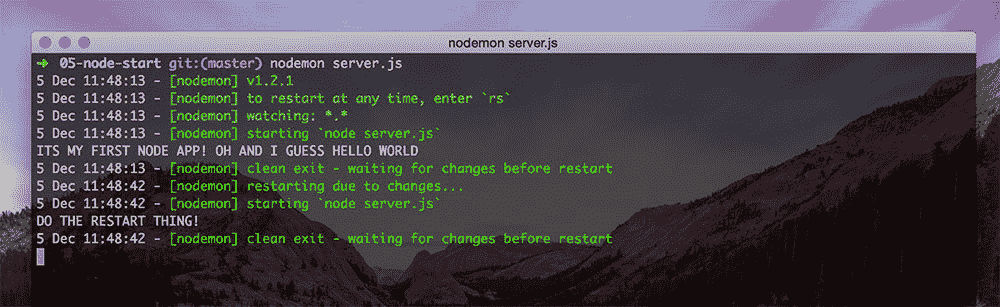 nodemon server.js
➜ 05-node-start git:(master) nodemon server.js
5 Dec 11:48:13 - [nodemon] v1.2.1
5 Dec 11:48:13 - [nodemon] to restart at any time, enter `rs`
5 Dec 11:48:13 - [nodemon] watching: *.*
5 Dec 11:48:13 - [nodemon] starting `node server.js`
ITS MY FIRST NODE APP! OH AND I GUESS HELLO WORLD
5 Dec 11:48:13 - [nodemon] clean exit - waiting for changes before restart
5 Dec 11:48:42 - [nodemon] restarting due to changes...
5 Dec 11:48:42 - [nodemon] starting `node server.js`
DO THE RESTART THING!
5 Dec 11:48:42 - [nodemon] clean exit - waiting for changes before restart